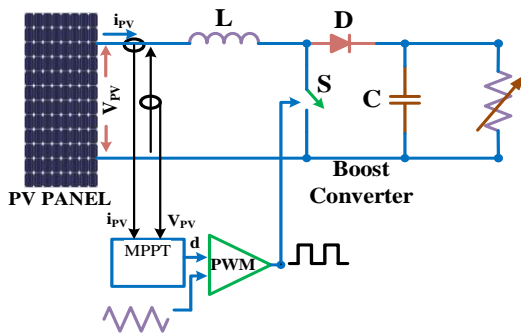 iPV
L
D
VPV
S
C
PV PANEL
Boost
Converter
iPV
VPV
MPPT
d
PWM